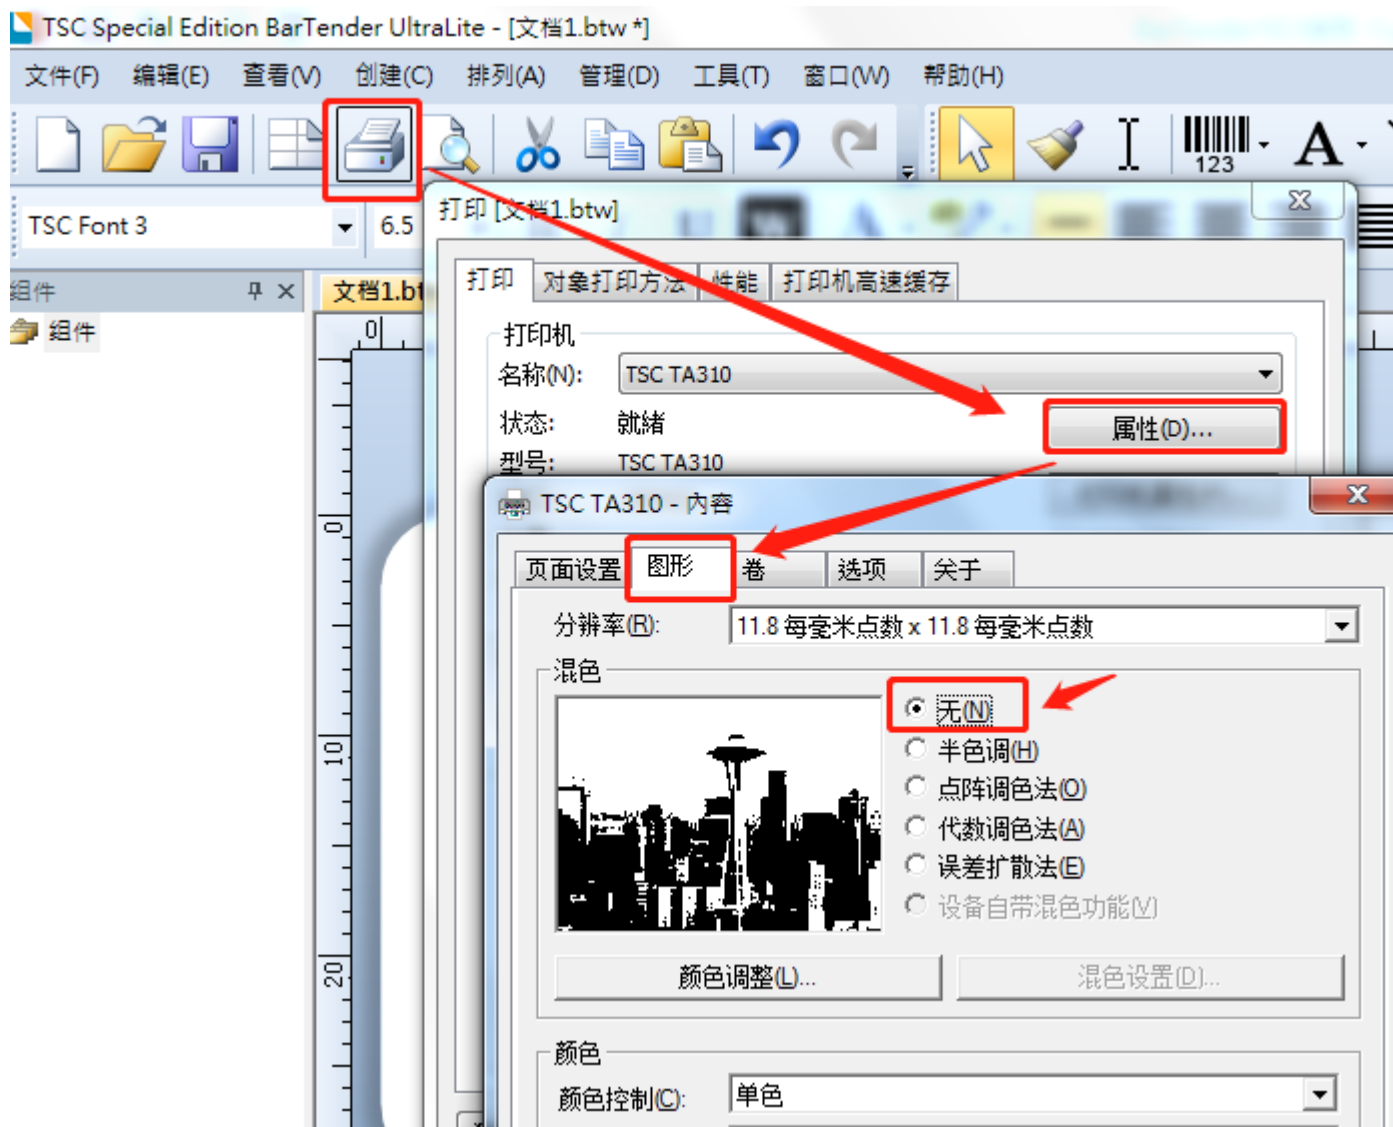 TSC Special Edition BarTender UltraLite - [文档1.btw *]
文件(F) 编辑(E) 查看(V) 创建(C) 排列(A) 管理(D) 工具(T) 窗口(W) 帮助(H)
123 A
TSC Font 3 6.5
打印 [文档1.btw]
组件 文档1.bt
组件
0
打印 对象打印方法 性能 打印机高速缓存
打印机
名称(N): TSC TA310
状态: 就緒
属性(D)...
型号: TSC TA310
TSC TA310 - 內容
页面设置 图形 卷 选项 关于
分辨率(R): 11.8 每毫米点数 x 11.8 每毫米点数
混色
无(N)
半色调(H)
点阵调色法(O)
代数调色法(A)
误差扩散法(E)
设备自带混色功能(V)
颜色调整(L)... 混色设置(D)...
颜色
颜色控制(C): 单色
0
10
20